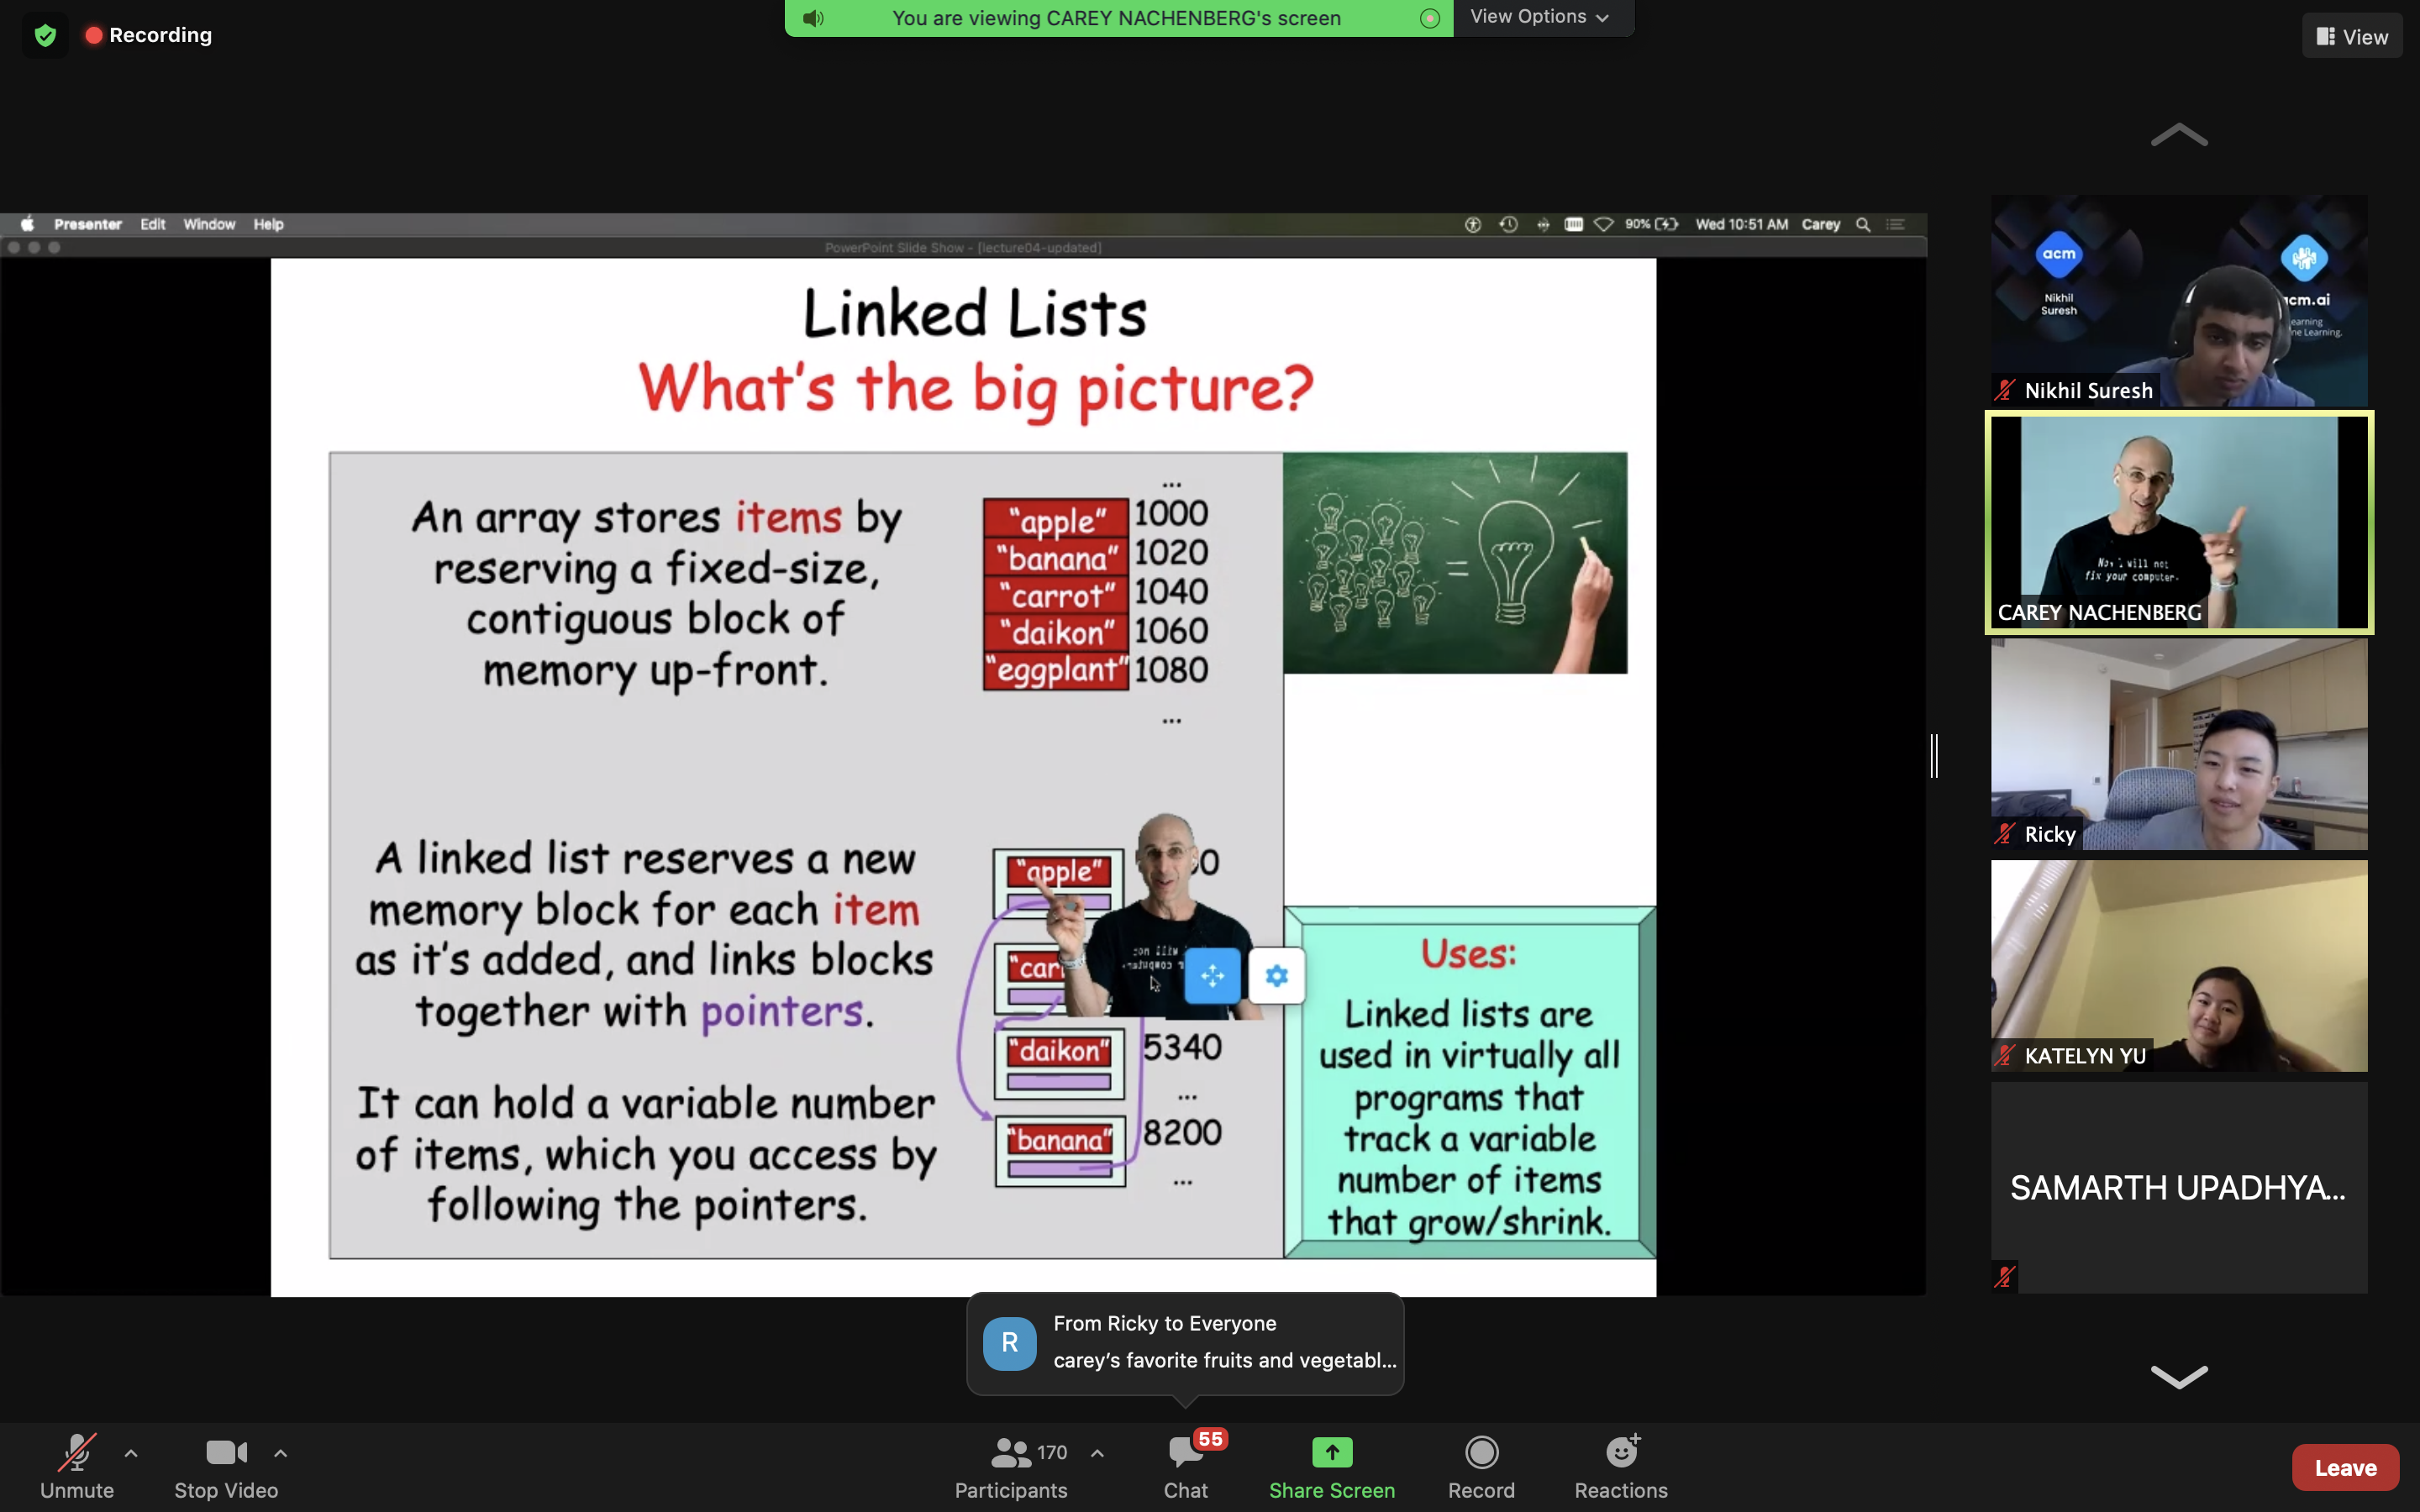 Recording
You are viewing CAREY NACHENBERG's screen
View Options
View
Presenter Edit Window Help
90%
Wed 10:51 AM Carey
PowerPoint Slide Show - [lecture04-updated]
Linked Lists
What's the big picture?
An array stores items by
reserving a fixed-size,
contiguous block of
memory up-front.
...
"apple" 1000
"banana" 1020
"carrot" 1040
"daikon" 1060
"eggplant" 1080
...
=
A linked list reserves a new
memory block for each item
as it's added, and links blocks
together with pointers.
It can hold a variable number
of items, which you access by
following the pointers.
"apple"
"car
"daikon" 5340
...
"banana" 8200
...
Uses:
Linked lists are
used in virtually all
programs that
track a variable
number of items
that grow/shrink.
acm
Nikhil
Suresh
acm.ai
Nikhil Suresh
fix your computer.
CAREY NACHENBERG
Ricky
KATELYN YU
SAMARTH UPADHYA...
R
From Ricky to Everyone
carey's favorite fruits and vegetabl...
Unmute
Stop Video
170
Participants
55
Chat
Share Screen
Record
Reactions
Leave